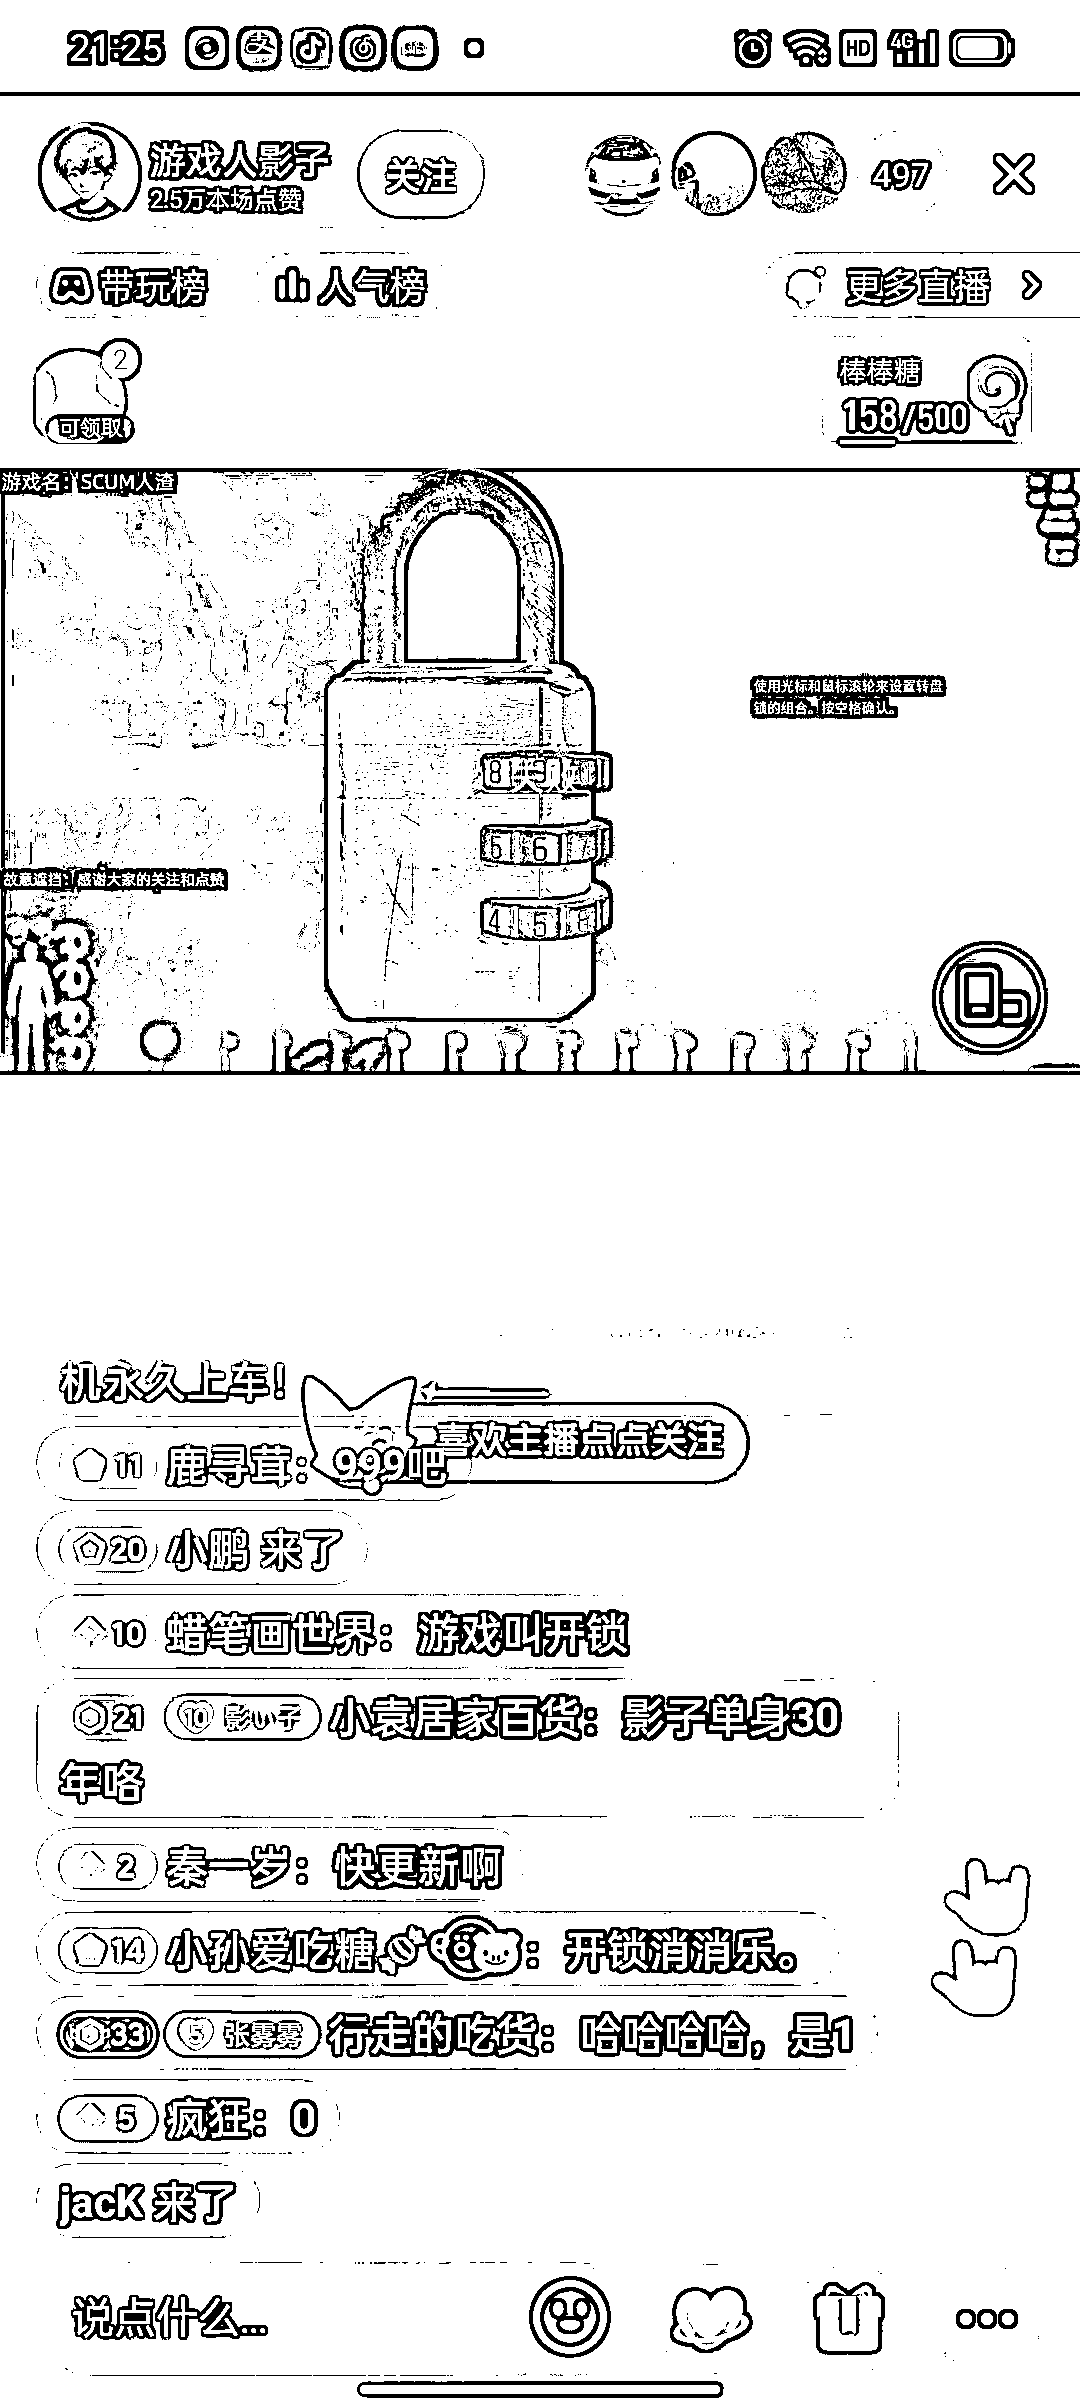 21:25
HD 4G
游戏人影子
2.5万本场点赞
关注
497
带玩榜
人气榜
更多直播
2
可领取
棒棒糖
158/500
游戏名：SCUM人渣
使用光标和鼠标滚轮来设置转盘
锁的组合。按空格确认。
8 9
5 6 7
4 5 6
故意遮挡：感谢大家的关注和点赞
机永久上车！
喜欢主播点点关注
11 鹿寻茸：999吧
20 小鹏 来了
10 蜡笔画世界：游戏叫开锁
21 10 影い子 小袁居家百货：影子单身30
年咯
2 秦一岁：快更新啊
14 小孙爱吃糖：开锁消消乐。
33 5 张雾雾 行走的吃货：哈哈哈哈，是1
5 疯狂：0
jacK 来了
说点什么...